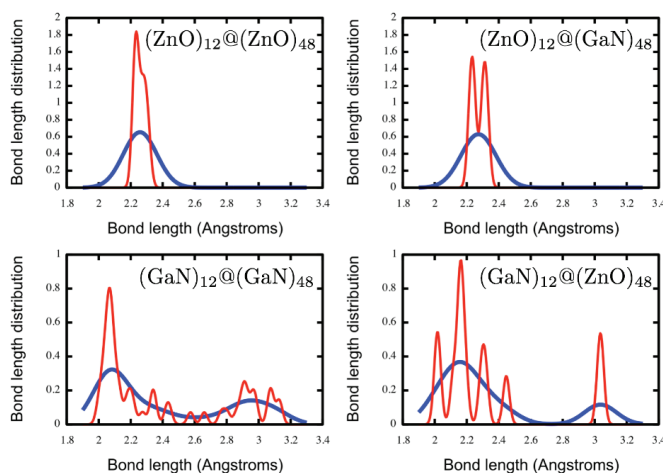 (ZnO)12@(ZnO)48
Bond length distribution
2
1.8
1.6
1.4
1.2
1
0.8
0.6
0.4
0.2
0
1.8 2 2.2 2.4 2.6 2.8 3 3.2 3.4
Bond length (Angstroms)
(ZnO)12@(GaN)48
Bond length distribution
2
1.8
1.6
1.4
1.2
1
0.8
0.6
0.4
0.2
0
1.8 2 2.2 2.4 2.6 2.8 3 3.2 3.4
Bond length (Angstroms)
(GaN)12@(GaN)48
Bond length distribution
1
0.8
0.6
0.4
0.2
0
1.8 2 2.2 2.4 2.6 2.8 3 3.2 3.4
Bond length (Angstroms)
(GaN)12@(ZnO)48
Bond length distribution
1
0.8
0.6
0.4
0.2
0
1.8 2 2.2 2.4 2.6 2.8 3 3.2 3.4
Bond length (Angstroms)